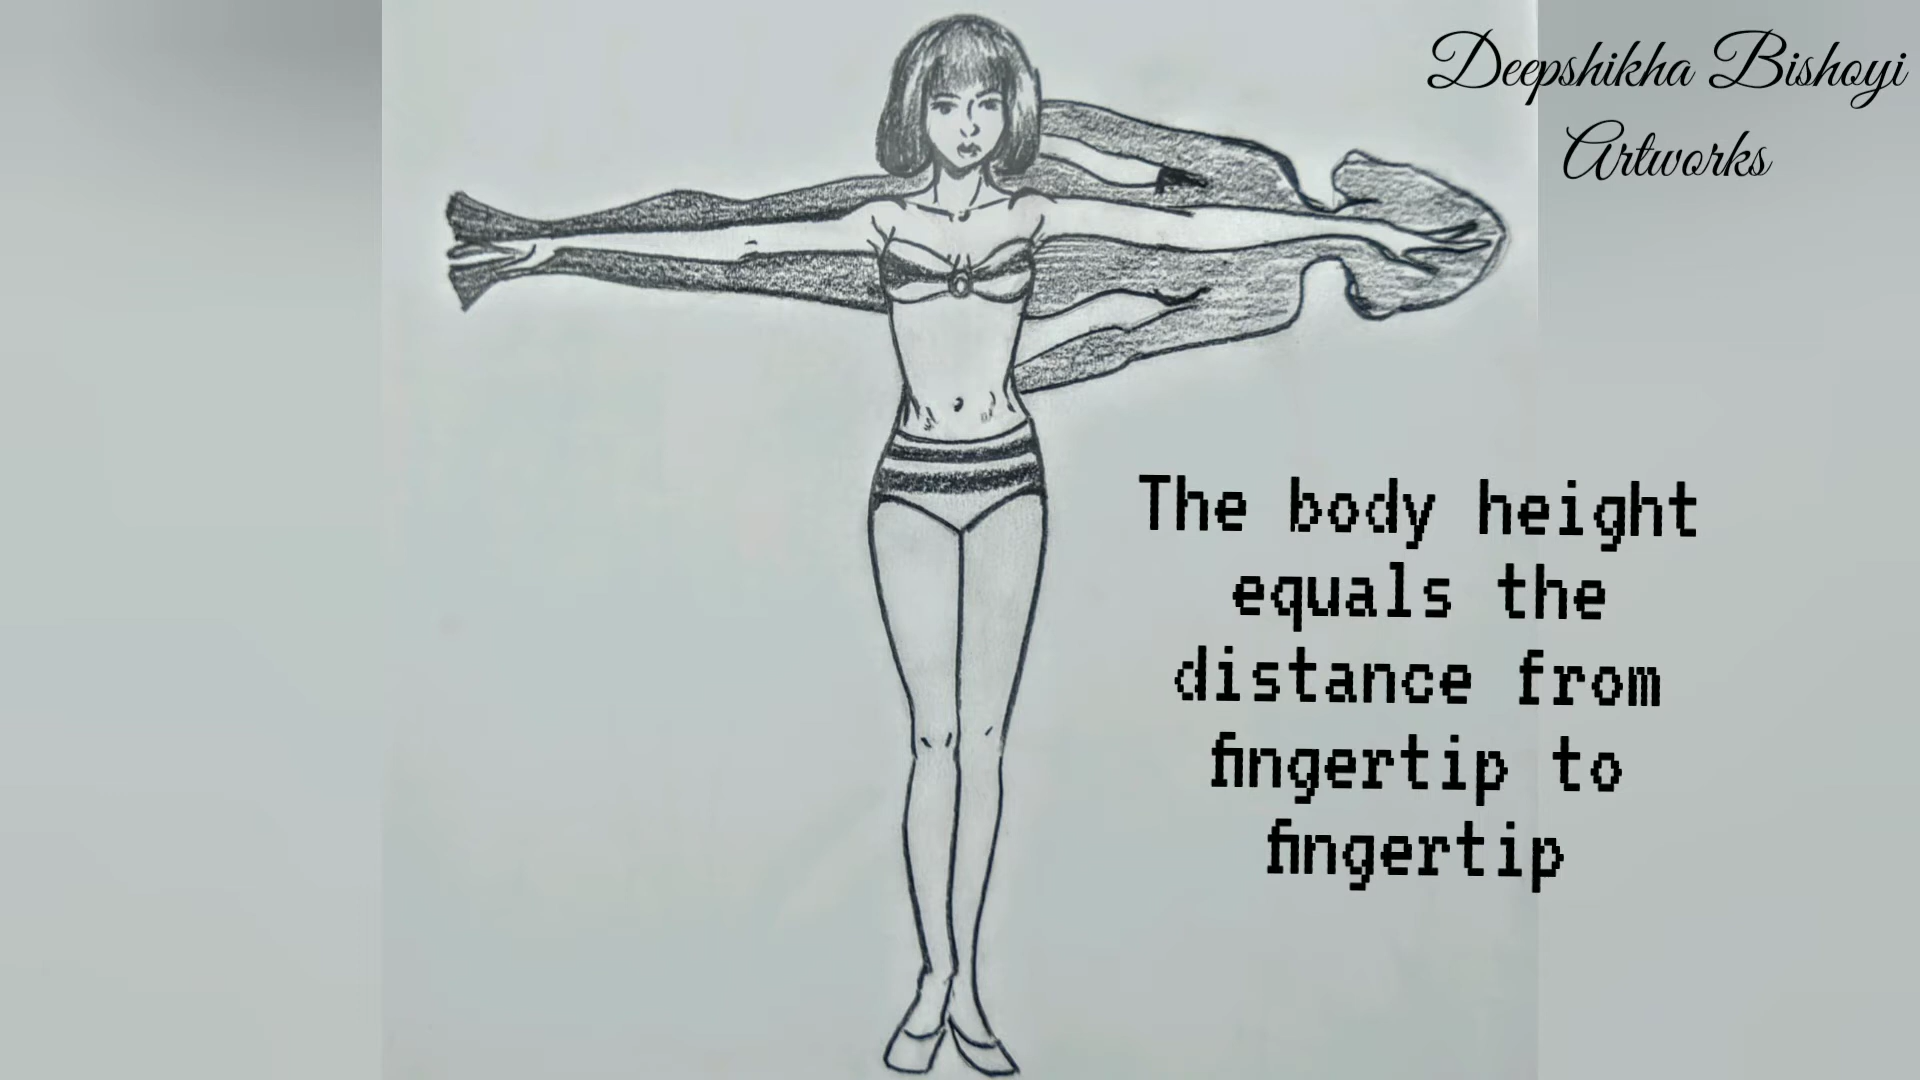 Deepshikha Bishoyi
Artworks
The body height
equals the
distance from
fingertip to
fingertip